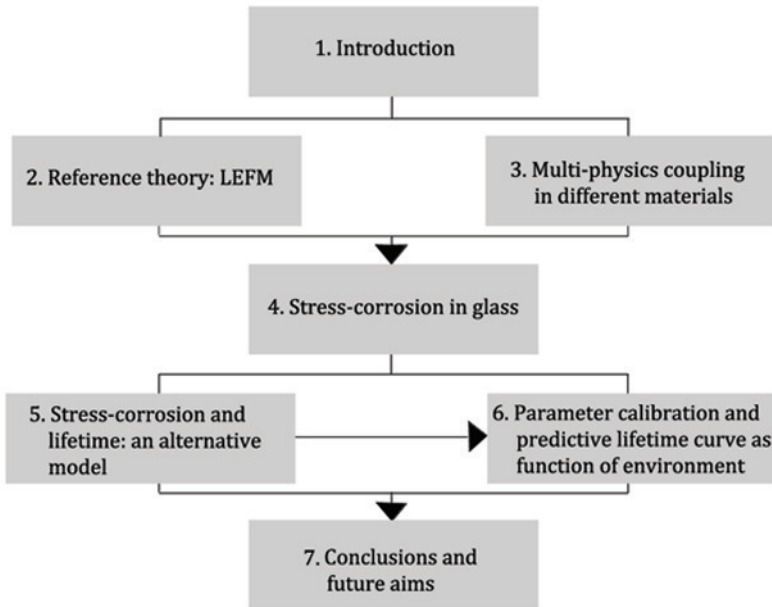 1. Introduction
2. Reference theory: LEFM
3. Multi-physics coupling
in different materials
4. Stress-corrosion in glass
5. Stress-corrosion and
lifetime: an alternative
model
6. Parameter calibration and
predictive lifetime curve as
function of environment
7. Conclusions and
future aims